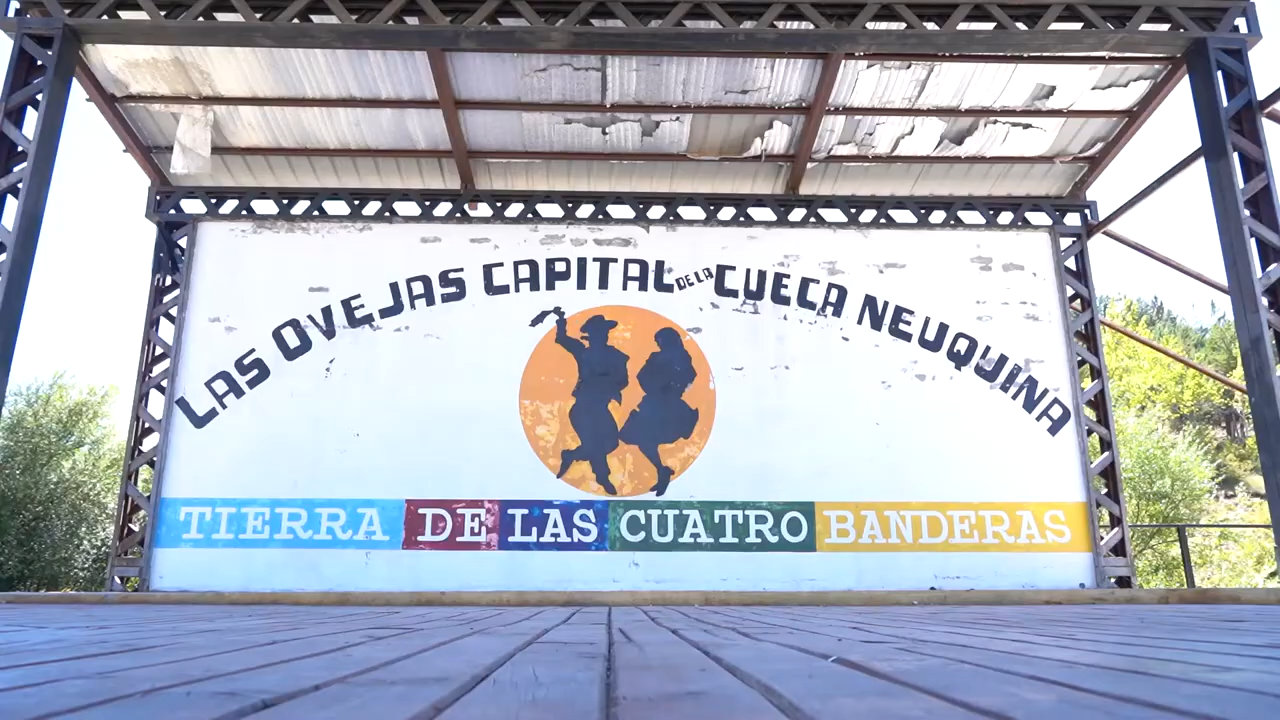 LAS OVEJAS CAPITAL DE LA CUECA NEUQUINA
TIERRA DE LAS CUATRO BANDERAS